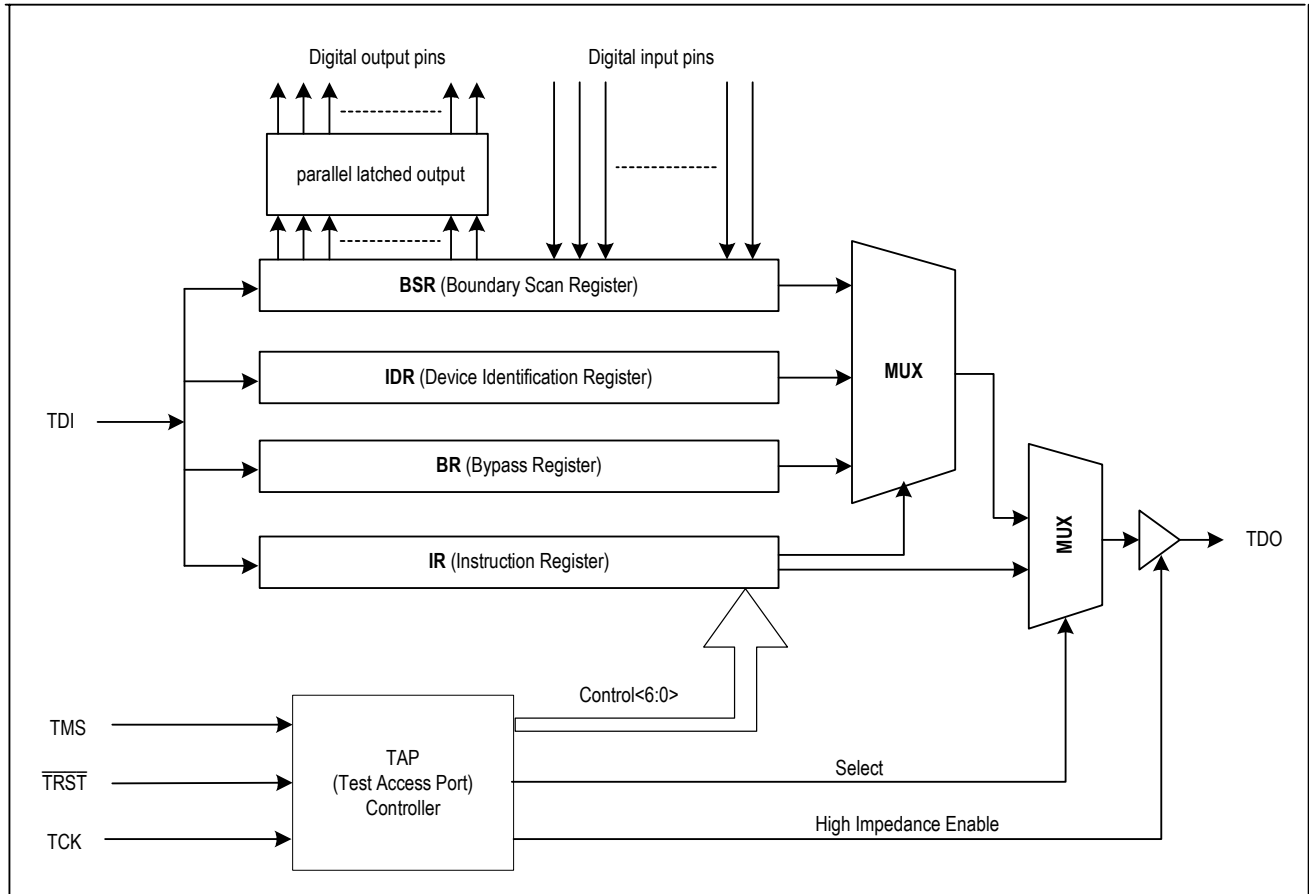 Digital output pins
Digital input pins
parallel latched output
BSR (Boundary Scan Register)
IDR (Device Identification Register)
MUX
TDI
BR (Bypass Register)
MUX
IR (Instruction Register)
TDO
Control<6:0>
TMS
TAP
(Test Access Port)
Controller
TRST
Select
TCK
High Impedance Enable